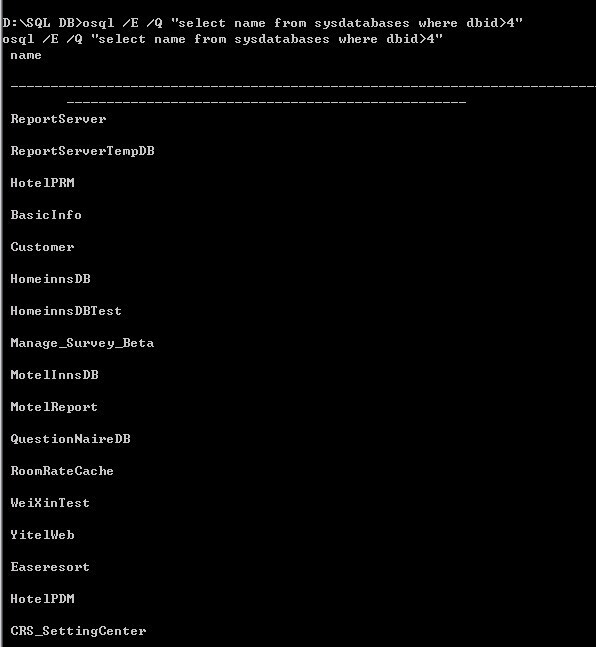 D:\SQL DB>osql /E /Q "select name from sysdatabases where dbid>4"
osql /E /Q "select name from sysdatabases where dbid>4"
name
--------------------------------------------------------------------------
--------------------------------------------------
ReportServer
ReportServerTempDB
HotelPRM
BasicInfo
Customer
HomeinnsDB
HomeinnsDBTest
Manage_Survey_Beta
MotelInnsDB
MotelReport
QuestionNaireDB
RoomRateCache
WeiXinTest
YitelWeb
Easeresort
HotelPDM
CRS_SettingCenter